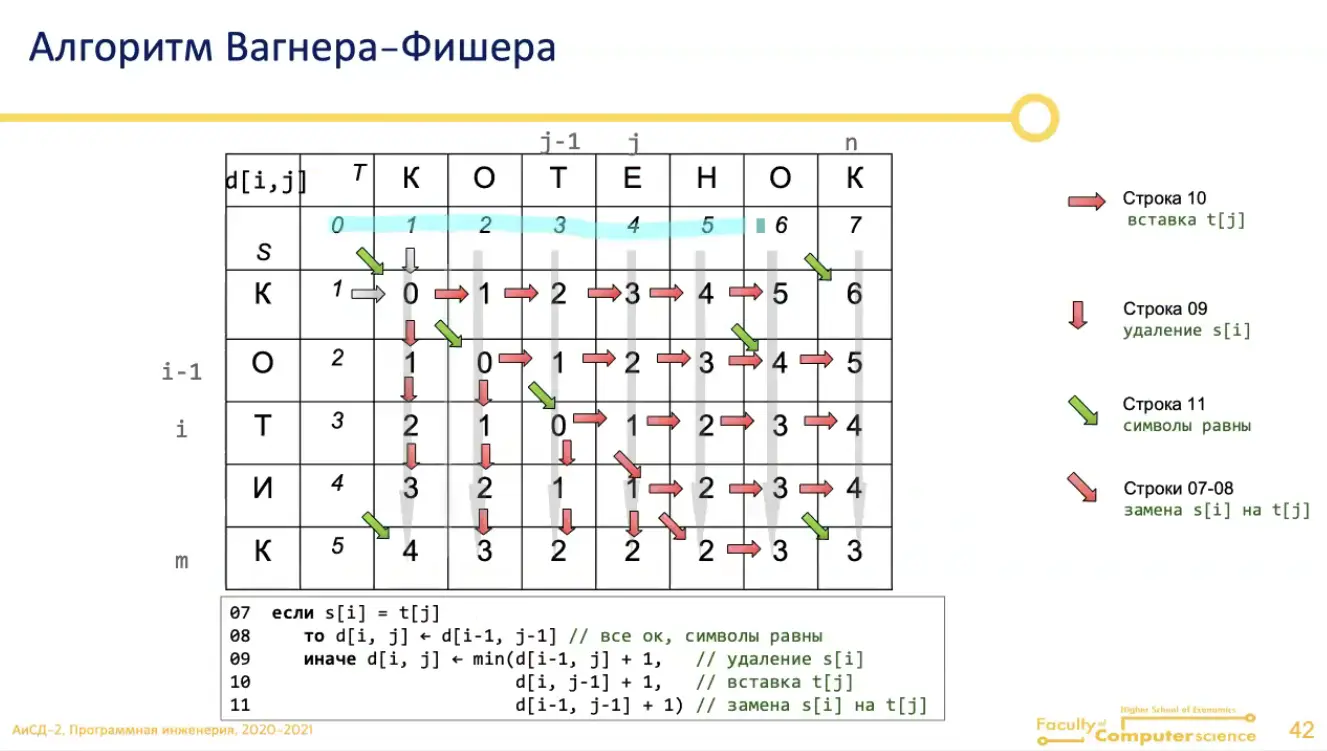 Алгоритм Вагнера–Фишера
j-1 j n
d[i,j] T К О Т Е Н О К
S 0 1 2 3 4 5 6 7
К 1 0 1 2 3 4 5 6
i-1 О 2 1 0 1 2 3 4 5
i Т 3 2 1 0 1 2 3 4
И 4 3 2 1 1 2 3 4
m К 5 4 3 2 2 2 3 3
Строка 10
вставка t[j]
Строка 09
удаление s[i]
Строка 11
символы равны
Строки 07-08
замена s[i] на t[j]
07 если s[i] = t[j]
08 то d[i, j] ← d[i-1, j-1] // все ок, символы равны
09 иначе d[i, j] ← min(d[i-1, j] + 1, // удаление s[i]
10 d[i, j-1] + 1, // вставка t[j]
11 d[i-1, j-1] + 1) // замена s[i] на t[j]
АиСД-2, Программная инженерия, 2020-2021
Higher School of Economics
Faculty of
Computer science
42